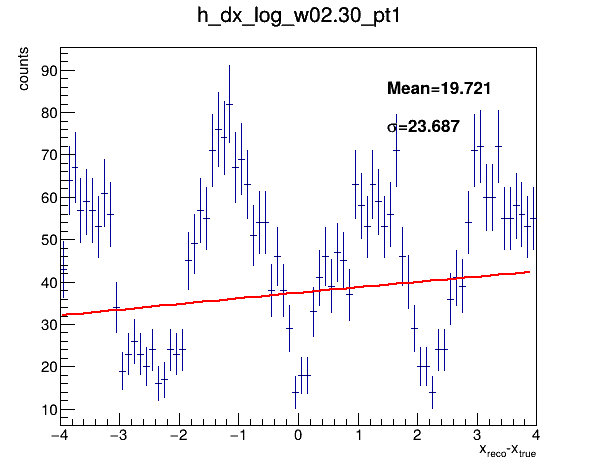 h_dx_log_w02.30_pt1
counts
Mean=19.721
σ=23.687
90
80
70
60
50
40
30
20
10
−4 −3 −2 −1 0 1 2 3 4
x_reco-x_true